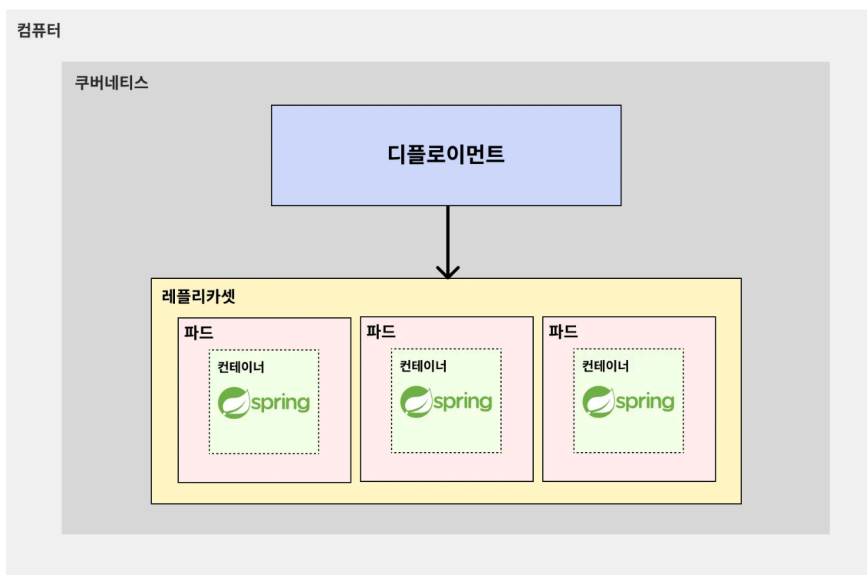 컴퓨터
쿠버네티스
디플로이먼트
레플리카셋
파드
컨테이너
spring
파드
컨테이너
spring
파드
컨테이너
spring